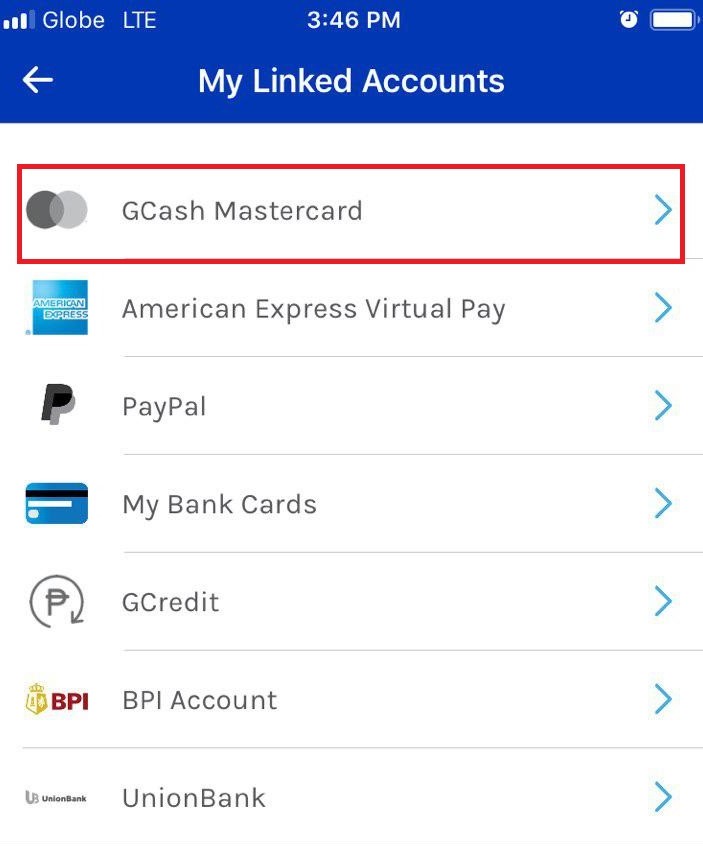 Globe LTE 3:46 PM
My Linked Accounts
GCash Mastercard
AMERICAN
EXPRESS
American Express Virtual Pay
PayPal
My Bank Cards
GCredit
BPI
BPI Account
UB UnionBank
UnionBank